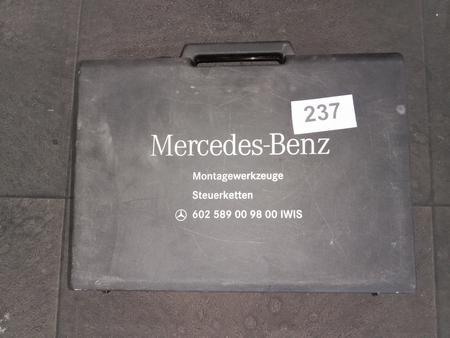 237
Mercedes-Benz
Montagewerkzeuge
Steuerketten
602 589 00 98 00 IWIS